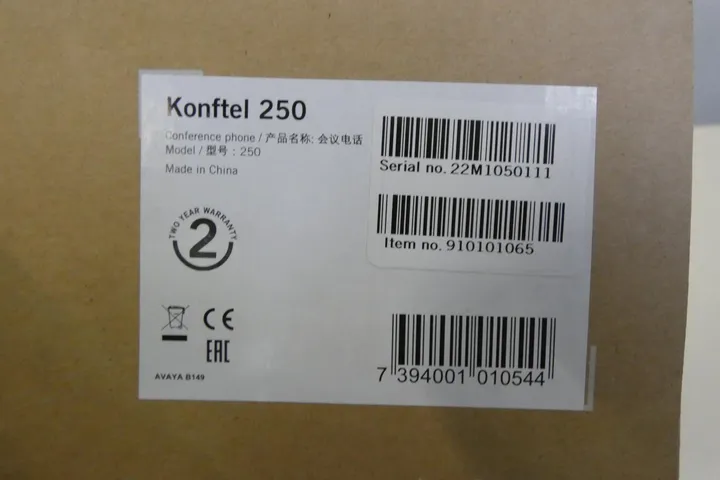 Konftel 250
Conference phone / 产品名称: 会议电话
Model / 型号 : 250
Made in China
Serial no. 22M1050111
Item no. 910101065
TWO YEAR WARRANTY
2
CE
EAC
AVAYA B149
7 394001 010544